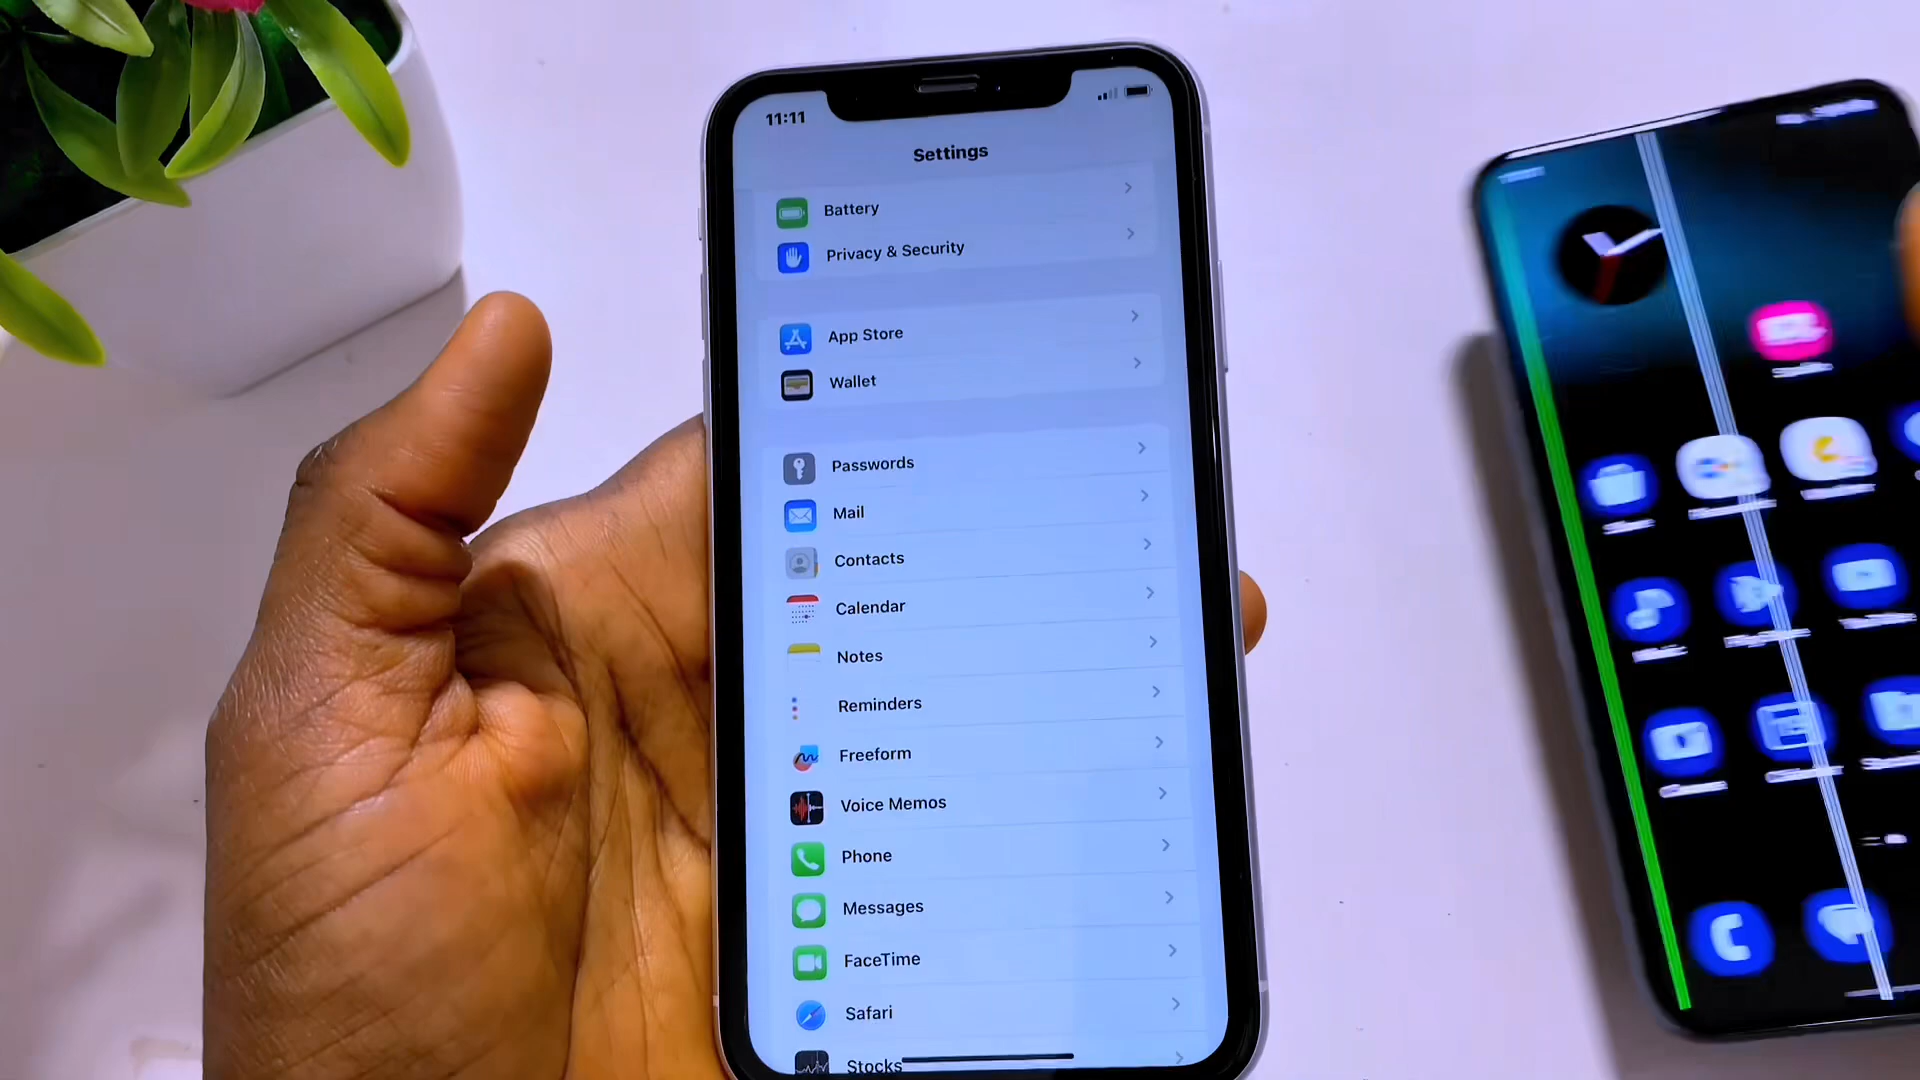 11:11
Settings
Battery
Privacy & Security
App Store
Wallet
Passwords
Mail
Contacts
Calendar
Notes
Reminders
Freeform
Voice Memos
Phone
Messages
FaceTime
Safari
Stocks